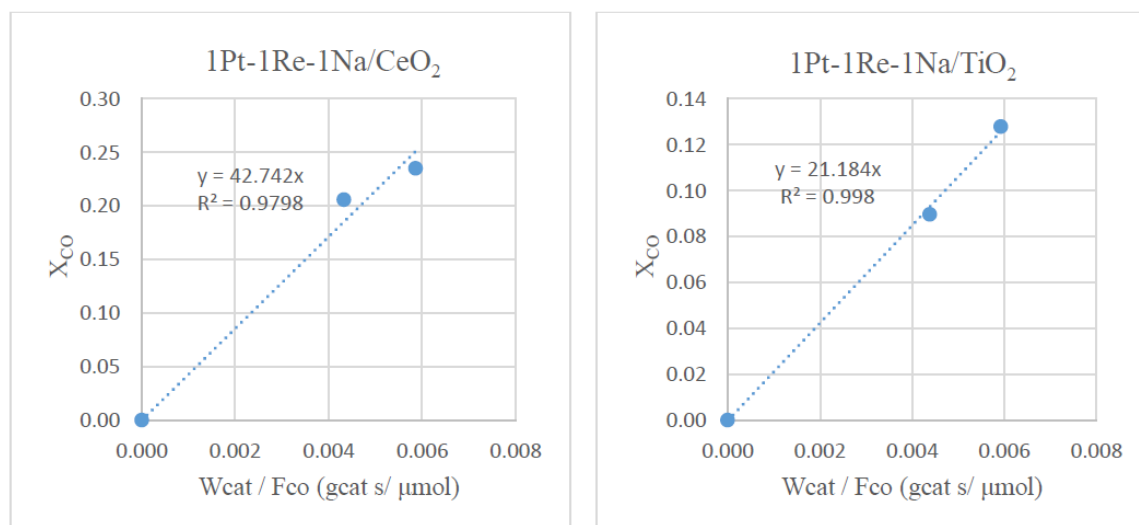 1Pt-1Re-1Na/CeO₂
0.30
0.25
0.20
0.15
0.10
0.05
0.00
y = 42.742x
R² = 0.9798
X_CO
0.000 0.002 0.004 0.006 0.008
Wcat / Fco (gcat s/ μmol)
1Pt-1Re-1Na/TiO₂
0.14
0.12
0.10
0.08
0.06
0.04
0.02
0.00
y = 21.184x
R² = 0.998
X_CO
0.000 0.002 0.004 0.006 0.008
Wcat / Fco (gcat s/ μmol)